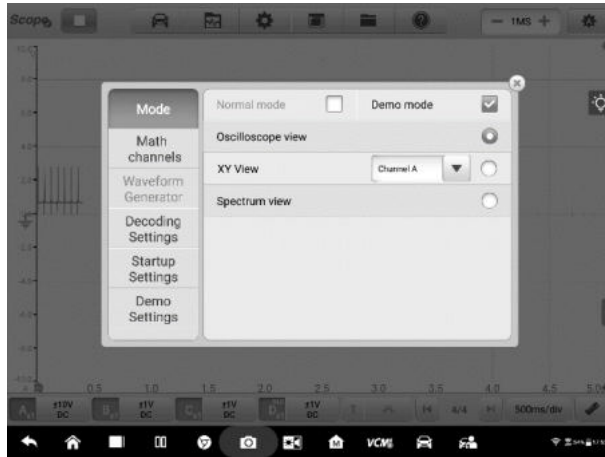 Scope
1MS
Mode
Normal mode
Demo mode
Math
channels
Oscilloscope view
XY View
Channel A
Waveform
Generator
Spectrum view
Decoding
Settings
Startup
Settings
Demo
Settings
0.5 1.0 1.5 2.0 2.5 3.0 3.5 4.0 4.5 5.0
A ±10V DC B ±1V DC C ±1V DC D ±1V DC 4/4 500ms/div
VCMI